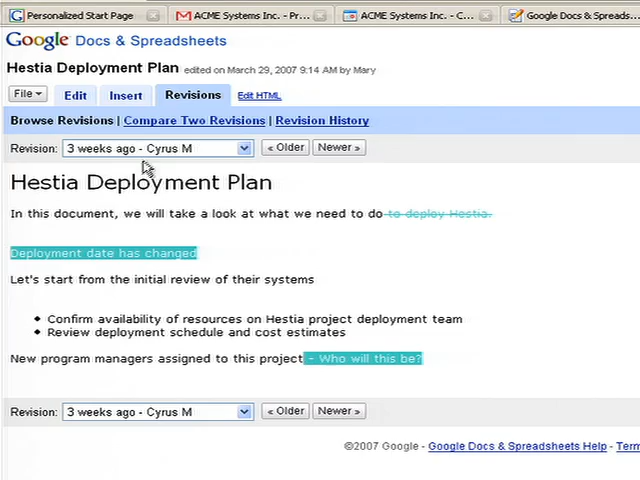 Personalized Start Page
ACME Systems Inc. - Pr...
ACME Systems Inc. - C...
Google Docs & Spreads...
Google Docs & Spreadsheets
Hestia Deployment Plan edited on March 29, 2007 9:14 AM by Mary
File
Edit
Insert
Revisions
Edit HTML
Browse Revisions | Compare Two Revisions | Revision History
Revision: 3 weeks ago - Cyrus M « Older Newer »
Hestia Deployment Plan
In this document, we will take a look at what we need to do to deploy Hestia.
Deployment date has changed
Let's start from the initial review of their systems
• Confirm availability of resources on Hestia project deployment team
• Review deployment schedule and cost estimates
New program managers assigned to this project - Who will this be?
Revision: 3 weeks ago - Cyrus M « Older Newer »
©2007 Google - Google Docs & Spreadsheets Help - Term